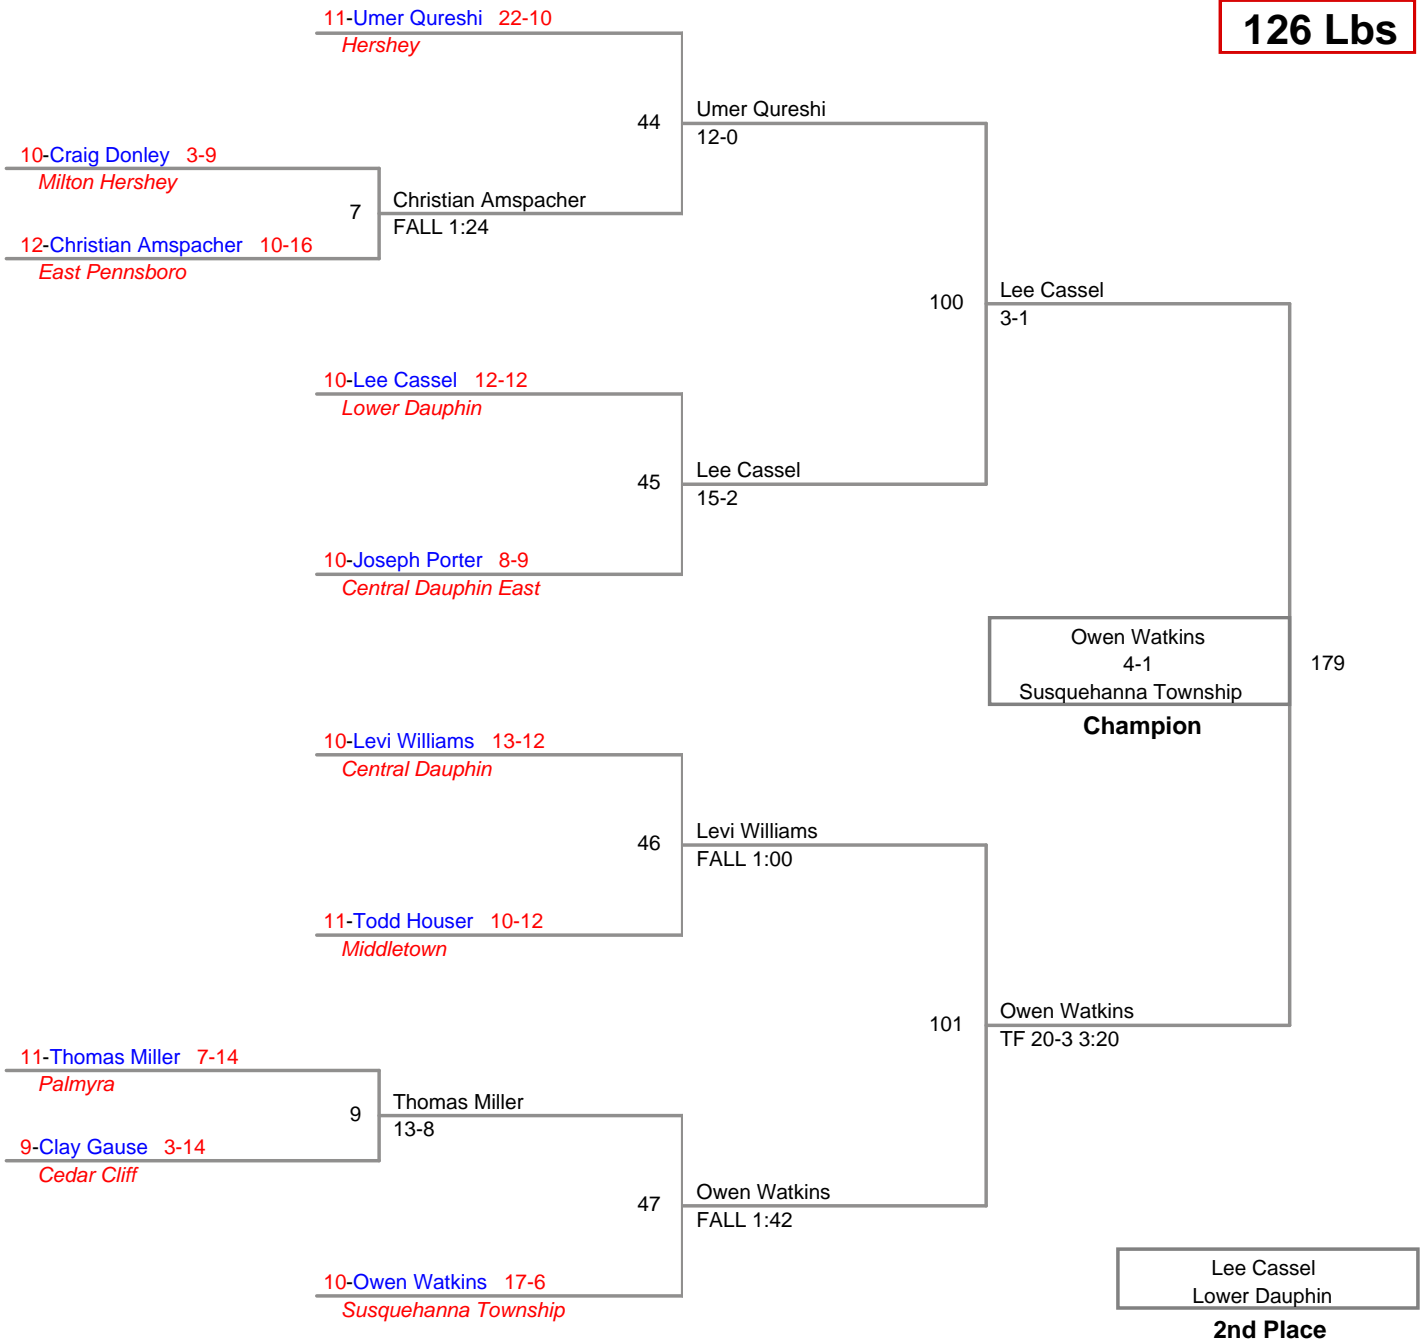 126 Lbs
11-Umer Qureshi 22-10
Hershey
44
Umer Qureshi
12-0
10-Craig Donley 3-9
Milton Hershey
7
Christian Amspacher
FALL 1:24
12-Christian Amspacher 10-16
East Pennsboro
100
Lee Cassel
3-1
10-Lee Cassel 12-12
Lower Dauphin
45
Lee Cassel
15-2
10-Joseph Porter 8-9
Central Dauphin East
Owen Watkins
4-1
Susquehanna Township
179
Champion
10-Levi Williams 13-12
Central Dauphin
46
Levi Williams
FALL 1:00
11-Todd Houser 10-12
Middletown
101
Owen Watkins
TF 20-3 3:20
11-Thomas Miller 7-14
Palmyra
9
Thomas Miller
13-8
9-Clay Gause 3-14
Cedar Cliff
47
Owen Watkins
FALL 1:42
10-Owen Watkins 17-6
Susquehanna Township
Lee Cassel
Lower Dauphin
2nd Place